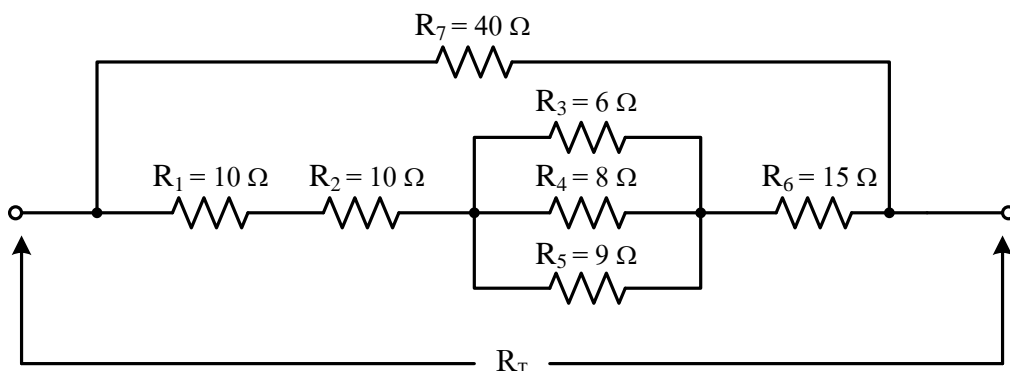 R₇ = 40 Ω
R₃ = 6 Ω
R₁ = 10 Ω
R₂ = 10 Ω
R₄ = 8 Ω
R₆ = 15 Ω
R₅ = 9 Ω
R_T